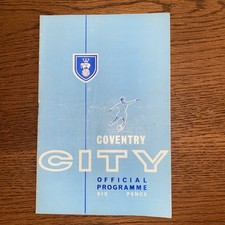 COVENTRY
CITY
OFFICIAL
PROGRAMME
SIX PENCE